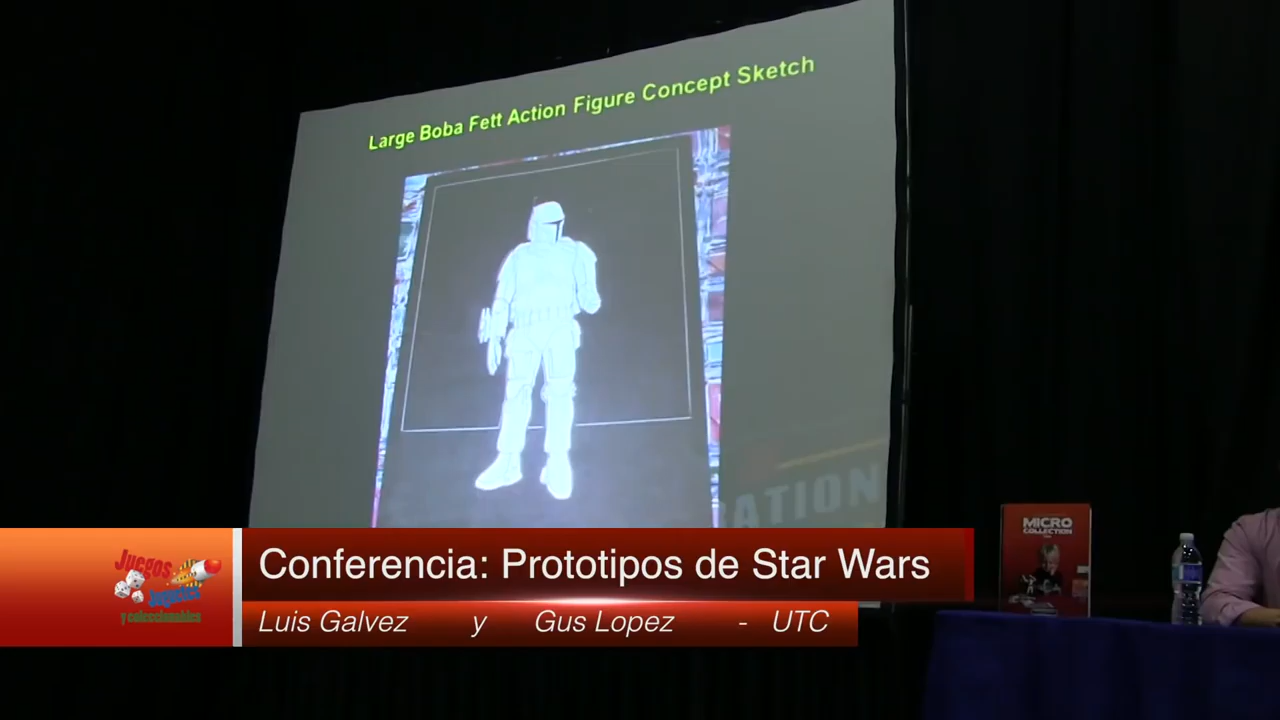 Large Boba Fett Action Figure Concept Sketch
ATION
MICRO
COLLECTION
Juegos
Juguetes
y coleccionables
Conferencia: Prototipos de Star Wars
Luis Galvez y Gus Lopez - UTC